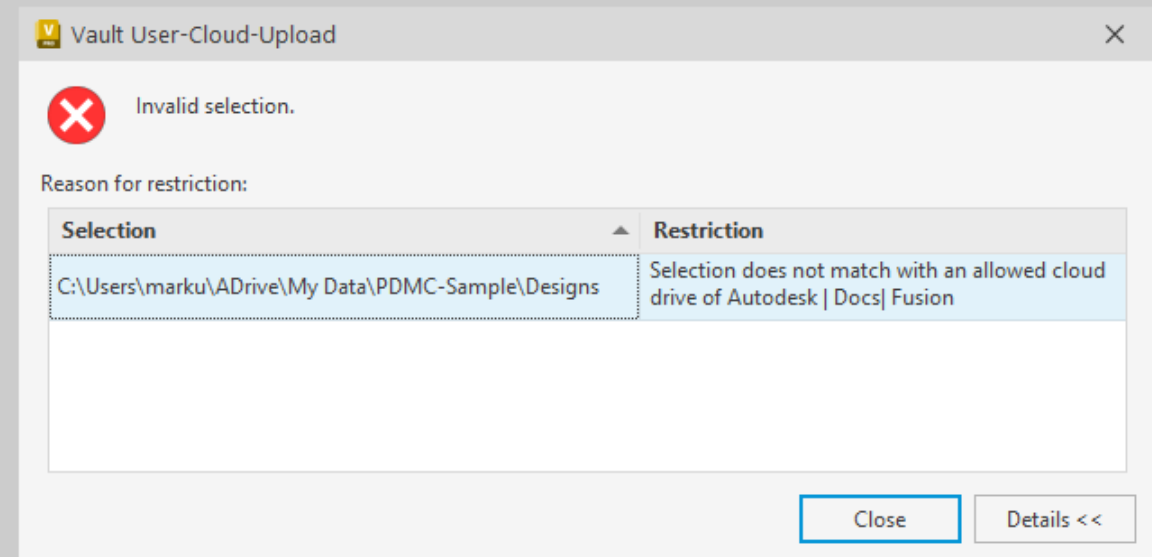 Vault User-Cloud-Upload
Invalid selection.
Reason for restriction:
Selection Restriction
C:\Users\marku\ADrive\My Data\PDMC-Sample\Designs
Selection does not match with an allowed cloud
drive of Autodesk | Docs| Fusion
Close Details <<